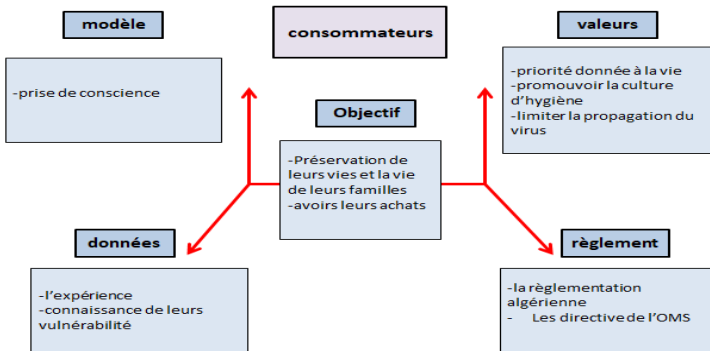 modèle
consommateurs
valeurs
-prise de conscience
-priorité donnée à la vie
-promouvoir la culture
d'hygiène
-limiter la propagation du
virus
Objectif
-Préservation de
leurs vies et la vie
de leurs familles
-avoirs leurs achats
données
règlement
-l'expérience
-connaissance de leurs
vulnérabilité
-la règlementation
algérienne
- Les directive de l'OMS